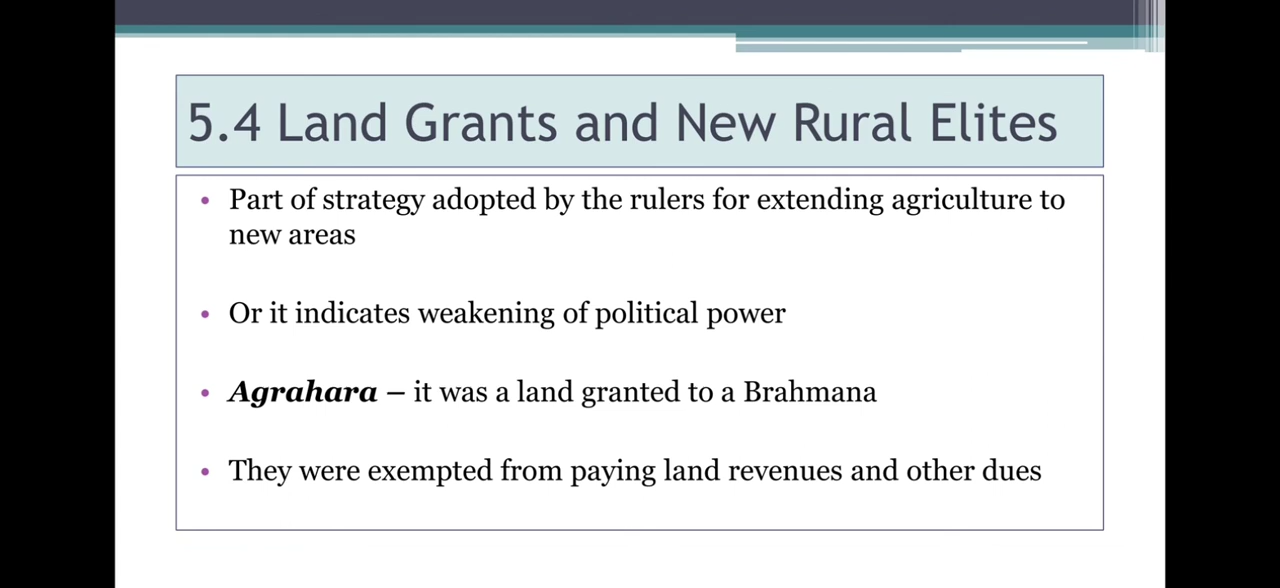 5.4 Land Grants and New Rural Elites
• Part of strategy adopted by the rulers for extending agriculture to
new areas
• Or it indicates weakening of political power
• Agrahara – it was a land granted to a Brahmana
• They were exempted from paying land revenues and other dues